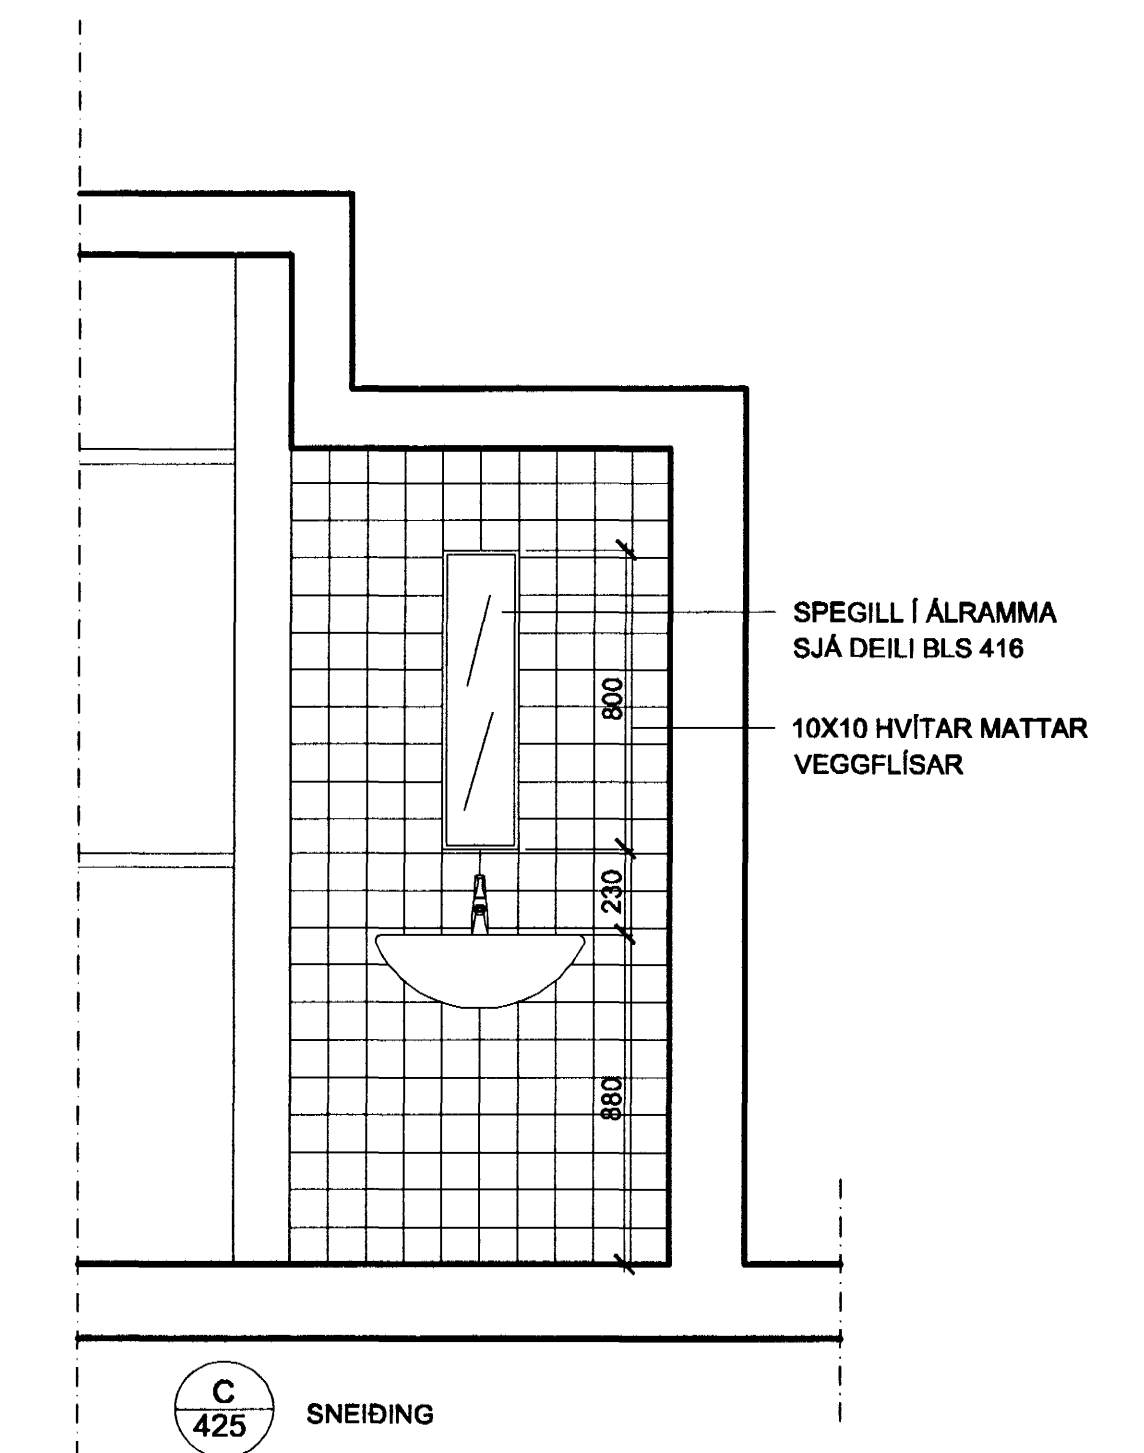 SPEGILL Í ÁLRAMMA
SJÁ DEILI BLS 416
800
10X10 HVÍTAR MATTAR
VEGGFLÍSAR
230
880
C
425
SNEIÐING